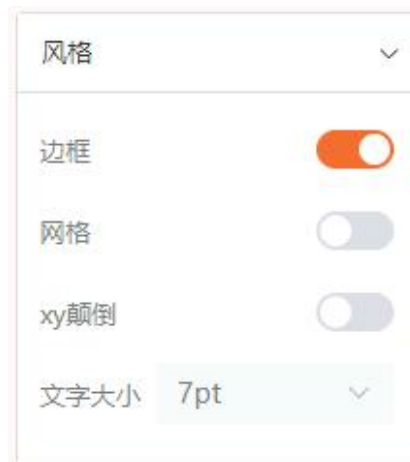 风格
边框
网格
xy颠倒
文字大小 7pt